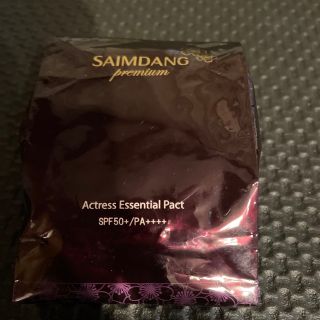 SAIMDANG
premium
Actress Essential Pact
SPF50+/PA++++